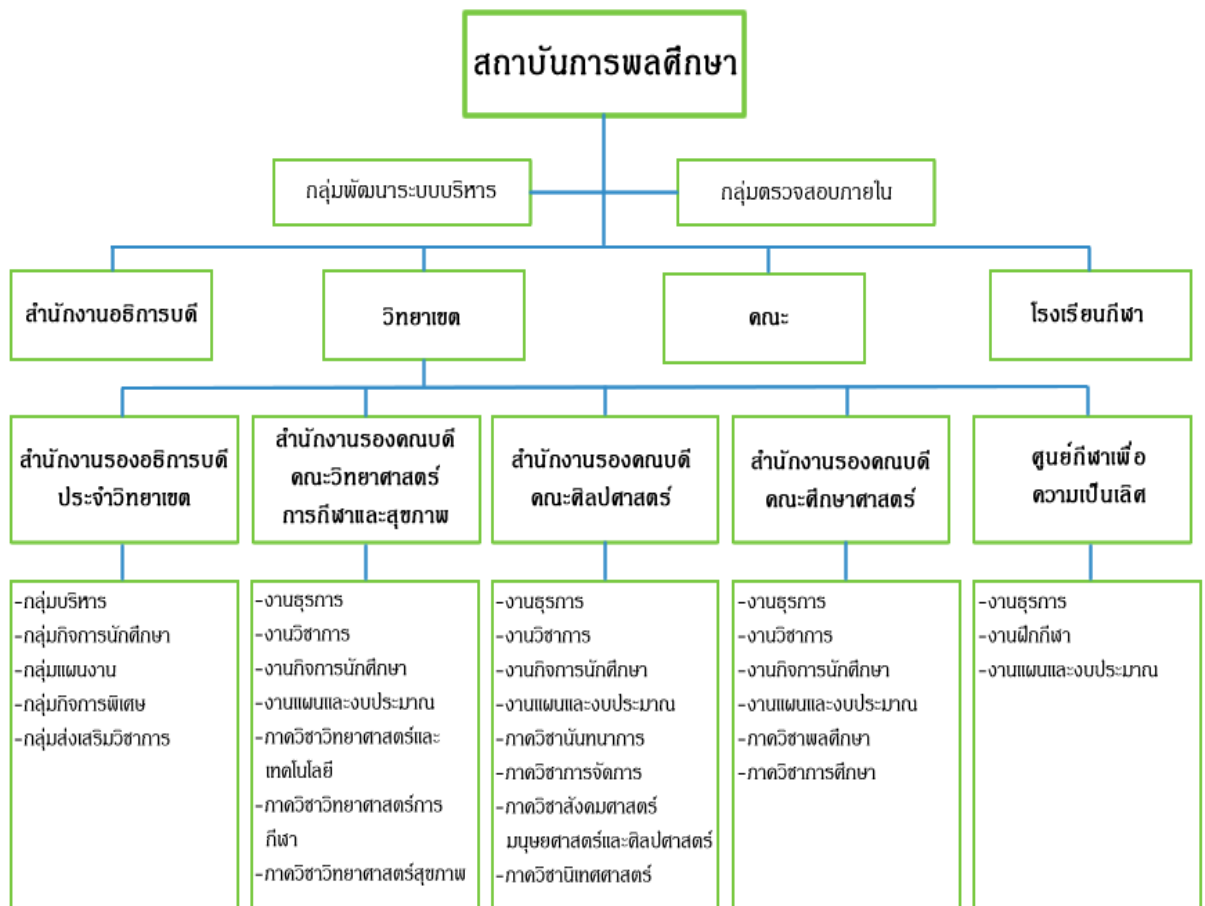 สถาบันการพลศึกษา
กลุ่มพัฒนาระบบบริหาร
กลุ่มตรวจสอบภายใน
สำนักงานอธิการบดี
วิทยาเขต
คณะ
โรงเรียนกีฬา
สำนักงานรองอธิการบดี
ประจำวิทยาเขต
สำนักงานรองคณบดี
คณะวิทยาศาสตร์
การกีฬาและสุขภาพ
สำนักงานรองคณบดี
คณะศิลปศาสตร์
สำนักงานรองคณบดี
คณะศึกษาศาสตร์
ศูนย์กีฬาเพื่อ
ความเป็นเลิศ
-กลุ่มบริหาร
-กลุ่มกิจการนักศึกษา
-กลุ่มแผนงาน
-กลุ่มกิจการพิเศษ
-กลุ่มส่งเสริมวิชาการ
-งานธุรการ
-งานวิชาการ
-งานกิจการนักศึกษา
-งานแผนและงบประมาณ
-ภาควิชาวิทยาศาสตร์และ
เทคโนโลยี
-ภาควิชาวิทยาศาสตร์การ
กีฬา
-ภาควิชาวิทยาศาสตร์สุขภาพ
-งานธุรการ
-งานวิชาการ
-งานกิจการนักศึกษา
-งานแผนและงบประมาณ
-ภาควิชานันทนาการ
-ภาควิชาการจัดการ
-ภาควิชาสังคมศาสตร์
มนุษยศาสตร์และศิลปศาสตร์
-ภาควิชานิเทศศาสตร์
-งานธุรการ
-งานวิชาการ
-งานกิจการนักศึกษา
-งานแผนและงบประมาณ
-ภาควิชาพลศึกษา
-ภาควิชาการศึกษา
-งานธุรการ
-งานฝึกกีฬา
-งานแผนและงบประมาณ